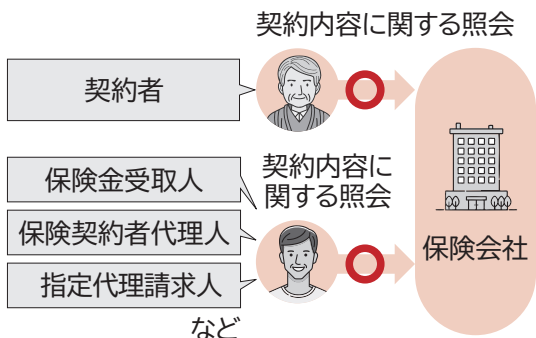 契約内容に関する照会
契約者
保険金受取人
保険契約者代理人
指定代理請求人
など
契約内容に
関する照会
保険会社